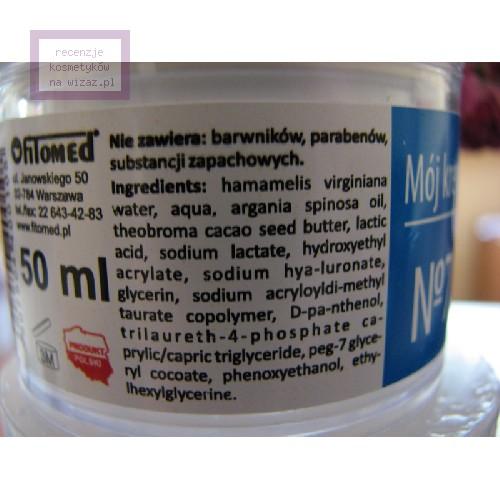 recenzje
kosmetyków
na wizaz.pl
fitomed®
ul. Janowskiego 50
02-784 Warszawa
tel./fax: 22 643-42-83
www.fitomed.pl
50 ml
3M
PRODUKT
POLSKI
Nie zawiera: barwników, parabenów,
substancji zapachowych.
Ingredients: hamamelis virginiana
water, aqua, argania spinosa oil,
theobroma cacao seed butter, lactic
acid, sodium lactate, hydroxyethyl
acrylate, sodium hya-luronate,
glycerin, sodium acryloyldi-methyl
taurate copolymer, D-pa-nthenol,
trilaureth-4-phosphate ca-
prylic/capric triglyceride, peg-7 glyce-
ryl cocoate, phenoxyethanol, ethy-
lhexylglycerine.
Mój
Nº